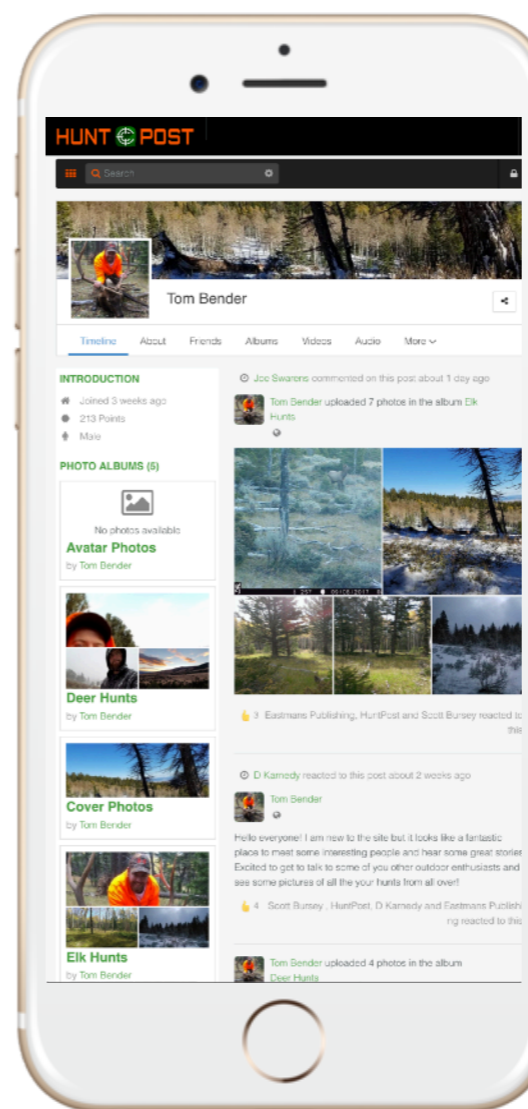 HUNT POST
Search
Tom Bender
Timeline About Friends Albums Videos Audio More
INTRODUCTION
Joined 3 weeks ago
213 Points
Male
PHOTO ALBUMS (5)
No photos available
Avatar Photos
by Tom Bender
Deer Hunts
by Tom Bender
Cover Photos
by Tom Bender
Elk Hunts
by Tom Bender
Joe Swarens commented on this post about 1 day ago
Tom Bender uploaded 7 photos in the album Elk
Hunts
3 Eastmans Publishing, HuntPost and Scott Bursey reacted to
this
D Karnedy reacted to this post about 2 weeks ago
Tom Bender
Hello everyone! I am new to the site but it looks like a fantastic
place to meet some interesting people and hear some great stories
Excited to get to talk to some of you other outdoor enthusiasts and
see some pictures of all the your hunts from all over!
4 Scott Bursey , HuntPost, D Karnedy and Eastmans Publishi
ng reacted to this
Tom Bender uploaded 4 photos in the album
Deer Hunts